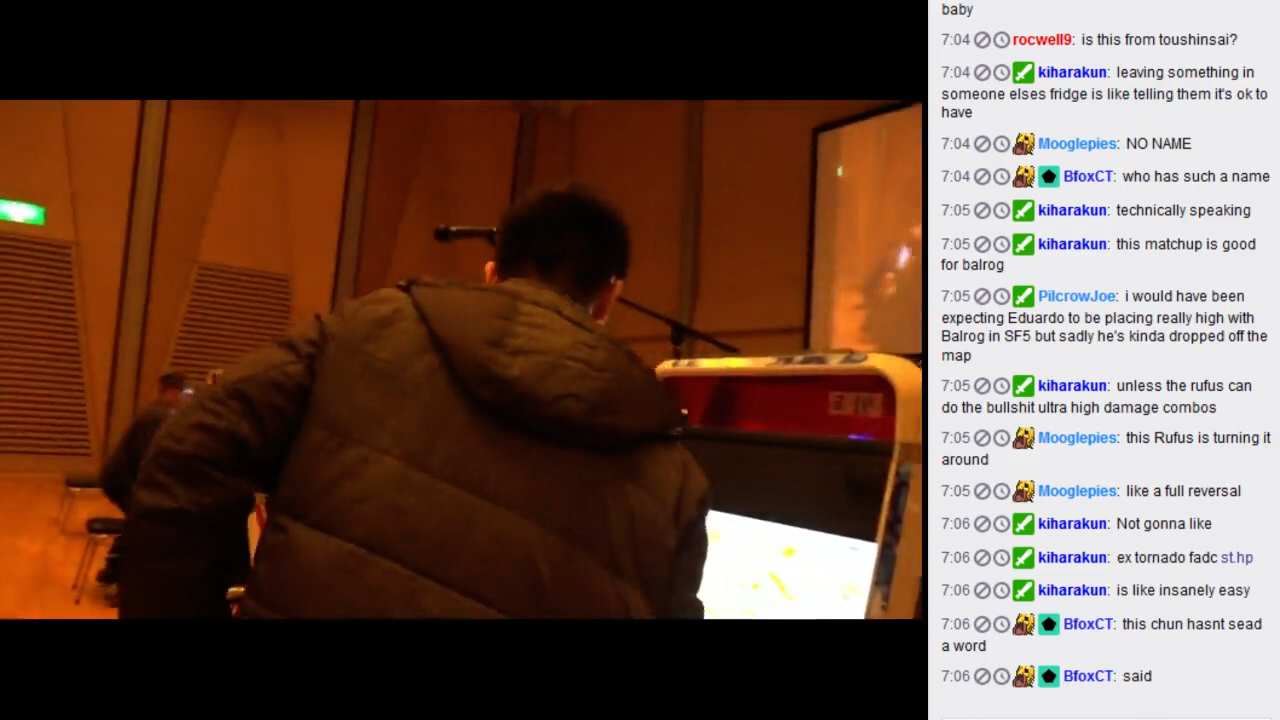 baby
7:04 rocwell9: is this from toushinsai?
7:04 kiharakun: leaving something in
someone elses fridge is like telling them it's ok to
have
7:04 Mooglepies: NO NAME
7:04 BfoxCT: who has such a name
7:05 kiharakun: technically speaking
7:05 kiharakun: this matchup is good
for balrog
7:05 PilcrowJoe: i would have been
expecting Eduardo to be placing really high with
Balrog in SF5 but sadly he's kinda dropped off the
map
7:05 kiharakun: unless the rufus can
do the bullshit ultra high damage combos
7:05 Mooglepies: this Rufus is turning it
around
7:05 Mooglepies: like a full reversal
7:06 kiharakun: Not gonna like
7:06 kiharakun: ex tornado fadc st.hp
7:06 kiharakun: is like insanely easy
7:06 BfoxCT: this chun hasnt sead
a word
7:06 BfoxCT: said